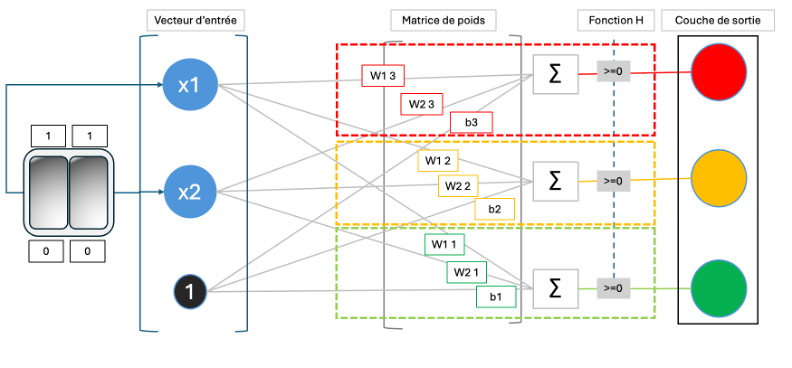 Vecteur d'entrée
Matrice de poids
Fonction H
Couche de sortie
x1
W1 3
Σ
>=0
W2 3
b3
1 1
W1 2
x2
W2 2
Σ
>=0
b2
0 0
W1 1
W2 1
1
b1
Σ
>=0